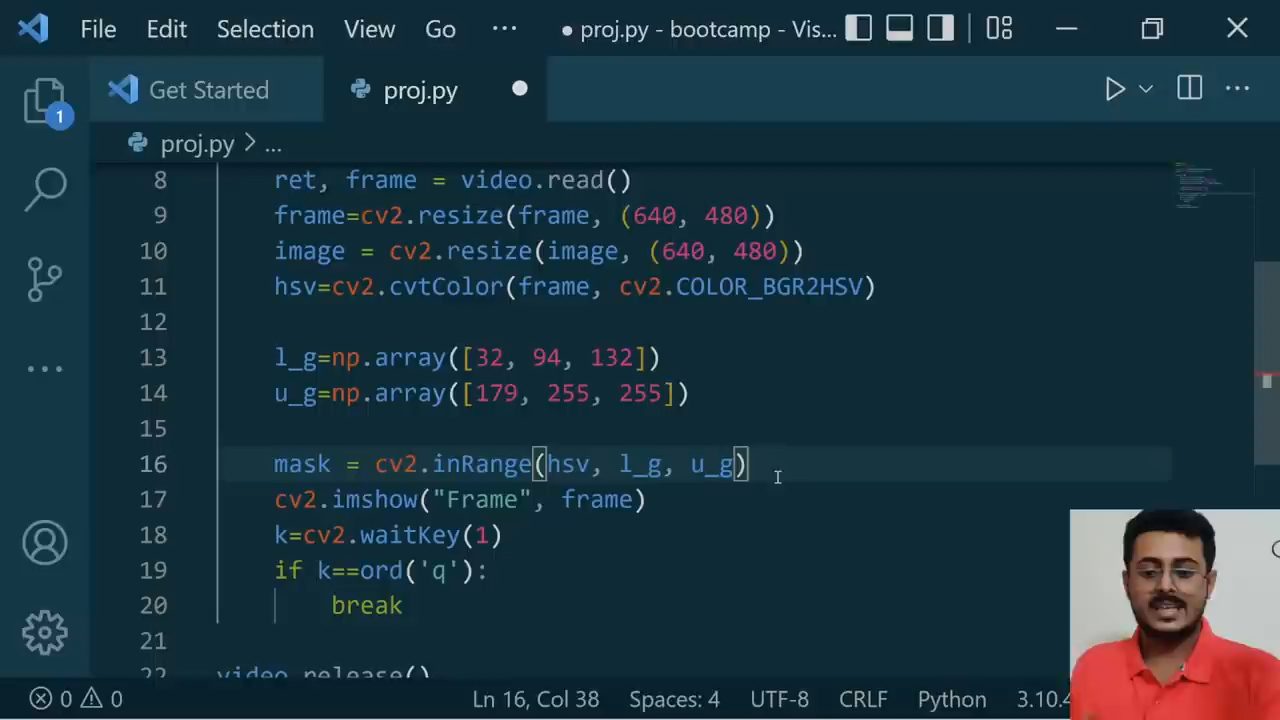 File Edit Selection View Go ··· ● proj.py - bootcamp - Vis...
Get Started proj.py
proj.py > ...
1
8 ret, frame = video.read()
9 frame=cv2.resize(frame, (640, 480))
10 image = cv2.resize(image, (640, 480))
11 hsv=cv2.cvtColor(frame, cv2.COLOR_BGR2HSV)
12
13 l_g=np.array([32, 94, 132])
14 u_g=np.array([179, 255, 255])
15
16 mask = cv2.inRange(hsv, l_g, u_g)
17 cv2.imshow("Frame", frame)
18 k=cv2.waitKey(1)
19 if k==ord('q'):
20 break
21
22 video.release()
0 0 Ln 16, Col 38 Spaces: 4 UTF-8 CRLF Python 3.10.4